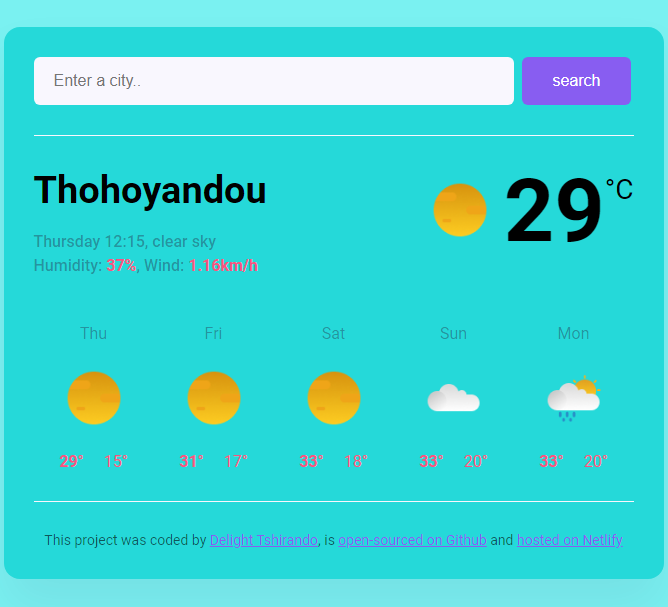 Enter a city..
search
Thohoyandou
29 °C
Thursday 12:15, clear sky
Humidity: 37%, Wind: 1.16km/h
Thu Fri Sat Sun Mon
29° 15° 31° 17° 33° 18° 33° 20° 33° 20°
This project was coded by Delight Tshirando, is open-sourced on Github and hosted on Netlify